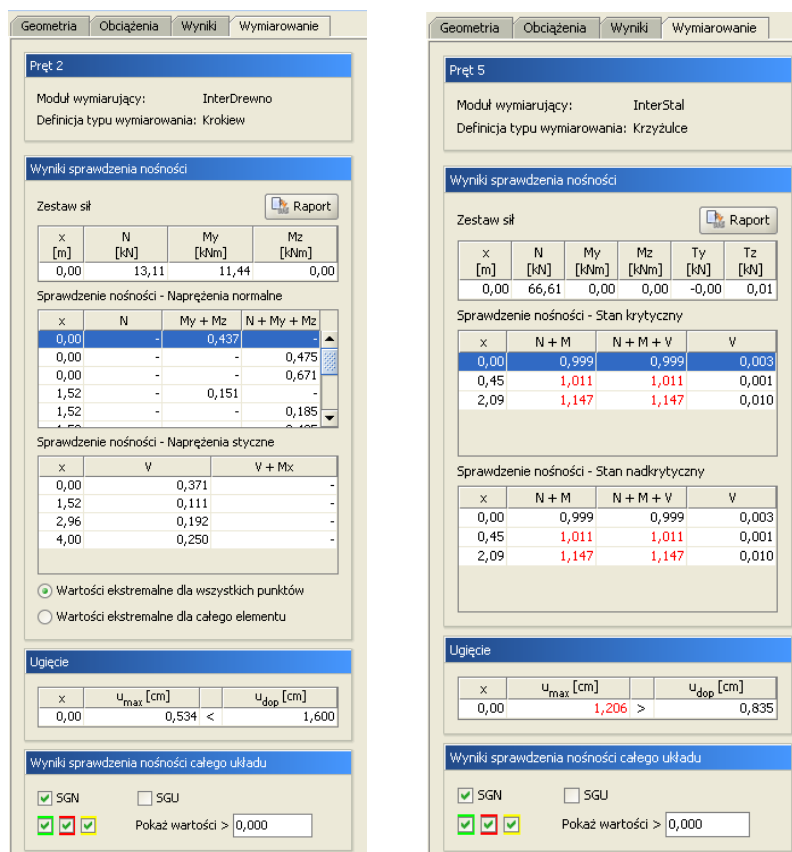 Geometria Obciążenia Wyniki Wymiarowanie
Pręt 2
Moduł wymiarujący: InterDrewno
Definicja typu wymiarowania: Krokiew
Wyniki sprawdzenia nośności
Zestaw sił Raport
x N My Mz
[m] [kN] [kNm] [kNm]
0,00 13,11 11,44 0,00
Sprawdzenie nośności - Naprężenia normalne
x N My + Mz N + My + Mz
0,00 - 0,437 -
0,00 - - 0,475
0,00 - - 0,671
1,52 - 0,151 -
1,52 - - 0,185
Sprawdzenie nośności - Naprężenia styczne
x V V + Mx
0,00 0,371 -
1,52 0,111 -
2,96 0,192 -
4,00 0,250 -
Wartości ekstremalne dla wszystkich punktów
Wartości ekstremalne dla całego elementu
Ugięcie
x umax [cm] udop [cm]
0,00 0,534 < 1,600
Wyniki sprawdzenia nośności całego układu
SGN SGU
Pokaż wartości > 0,000
Geometria Obciążenia Wyniki Wymiarowanie
Pręt 5
Moduł wymiarujący: InterStal
Definicja typu wymiarowania: Krzyżulce
Wyniki sprawdzenia nośności
Zestaw sił Raport
x N My Mz Ty Tz
[m] [kN] [kNm] [kNm] [kN] [kN]
0,00 66,61 0,00 0,00 -0,00 0,01
Sprawdzenie nośności - Stan krytyczny
x N + M N + M + V V
0,00 0,999 0,999 0,003
0,45 1,011 1,011 0,001
2,09 1,147 1,147 0,010
Sprawdzenie nośności - Stan nadkrytyczny
x N + M N + M + V V
0,00 0,999 0,999 0,003
0,45 1,011 1,011 0,001
2,09 1,147 1,147 0,010
Ugięcie
x umax [cm] udop [cm]
0,00 1,206 > 0,835
Wyniki sprawdzenia nośności całego układu
SGN SGU
Pokaż wartości > 0,000